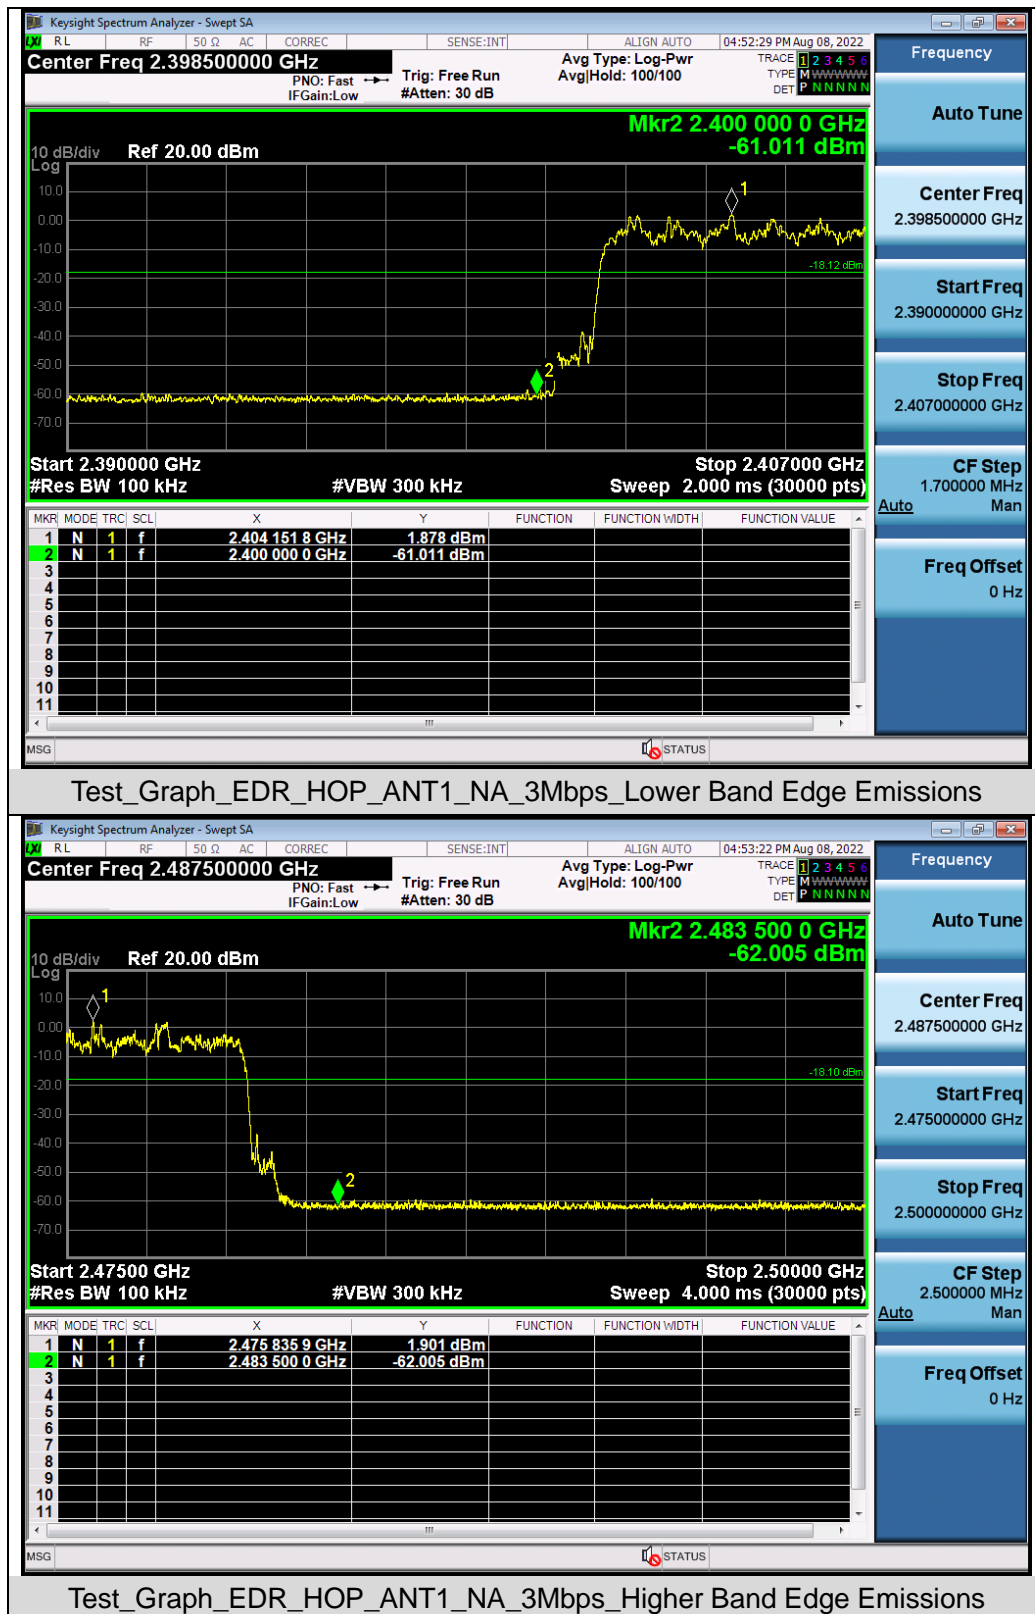 Keysight Spectrum Analyzer - Swept SA
LXI RL RF 50 Ω AC CORREC SENSE:INT ALIGN AUTO 04:52:29 PM Aug 08, 2022
Center Freq 2.398500000 GHz
Avg Type: Log-Pwr
TRACE 1 2 3 4 5 6
PNO: Fast
Trig: Free Run
Avg|Hold: 100/100
TYPE M WWWWW
IFGain:Low
#Atten: 30 dB
DET P N N N N N
Mkr2 2.400 000 0 GHz
-61.011 dBm
10 dB/div Ref 20.00 dBm
Log
10.0
0.00
-10.0
-20.0
-30.0
-40.0
-50.0
-60.0
-70.0
1
-18.12 dBm
2
Start 2.390000 GHz
Stop 2.407000 GHz
#Res BW 100 kHz
#VBW 300 kHz
Sweep 2.000 ms (30000 pts)
MKR MODE TRC SCL X Y FUNCTION FUNCTION WIDTH FUNCTION VALUE
1 N 1 f 2.404 151 8 GHz 1.878 dBm
2 N 1 f 2.400 000 0 GHz -61.011 dBm
3
4
5
6
7
8
9
10
11
MSG
STATUS
Frequency
Auto Tune
Center Freq
2.398500000 GHz
Start Freq
2.390000000 GHz
Stop Freq
2.407000000 GHz
CF Step
1.700000 MHz
Auto Man
Freq Offset
0 Hz
Test_Graph_EDR_HOP_ANT1_NA_3Mbps_Lower Band Edge Emissions
Keysight Spectrum Analyzer - Swept SA
LXI RL RF 50 Ω AC CORREC SENSE:INT ALIGN AUTO 04:53:22 PM Aug 08, 2022
Center Freq 2.487500000 GHz
Avg Type: Log-Pwr
TRACE 1 2 3 4 5 6
PNO: Fast
Trig: Free Run
Avg|Hold: 100/100
TYPE M WWWWW
IFGain:Low
#Atten: 30 dB
DET P N N N N N
Mkr2 2.483 500 0 GHz
-62.005 dBm
10 dB/div Ref 20.00 dBm
Log
10.0
0.00
-10.0
-20.0
-30.0
-40.0
-50.0
-60.0
-70.0
1
-18.10 dBm
2
Start 2.47500 GHz
Stop 2.50000 GHz
#Res BW 100 kHz
#VBW 300 kHz
Sweep 4.000 ms (30000 pts)
MKR MODE TRC SCL X Y FUNCTION FUNCTION WIDTH FUNCTION VALUE
1 N 1 f 2.475 835 9 GHz 1.901 dBm
2 N 1 f 2.483 500 0 GHz -62.005 dBm
3
4
5
6
7
8
9
10
11
MSG
STATUS
Frequency
Auto Tune
Center Freq
2.487500000 GHz
Start Freq
2.475000000 GHz
Stop Freq
2.500000000 GHz
CF Step
2.500000 MHz
Auto Man
Freq Offset
0 Hz
Test_Graph_EDR_HOP_ANT1_NA_3Mbps_Higher Band Edge Emissions